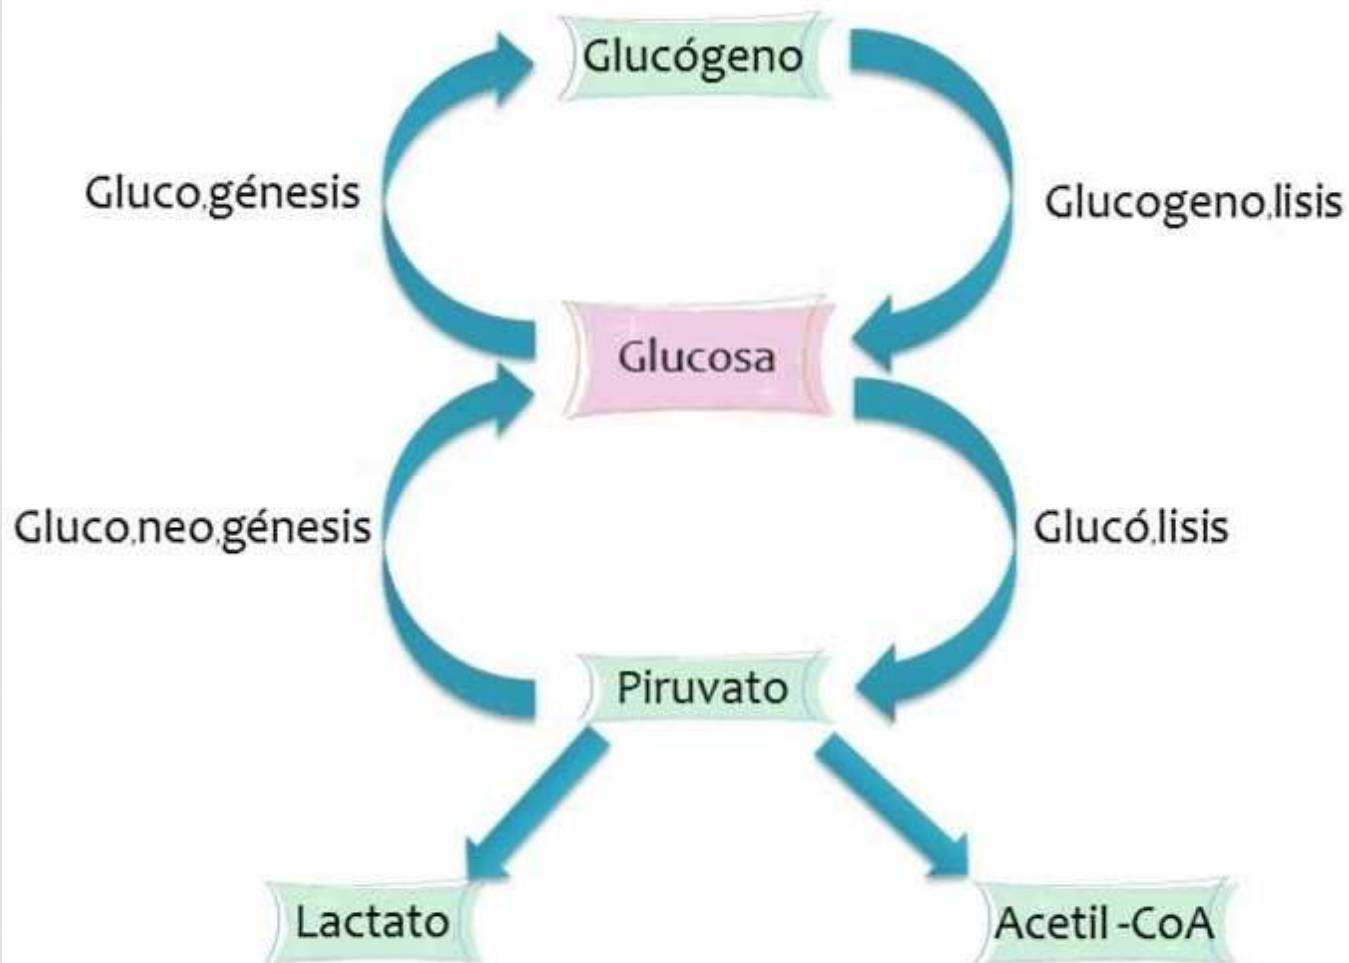 Glucógeno
Gluco,génesis
Glucogeno,lisis
Glucosa
Gluco,neo,génesis
Glucó,lisis
Piruvato
Lactato
Acetil-CoA